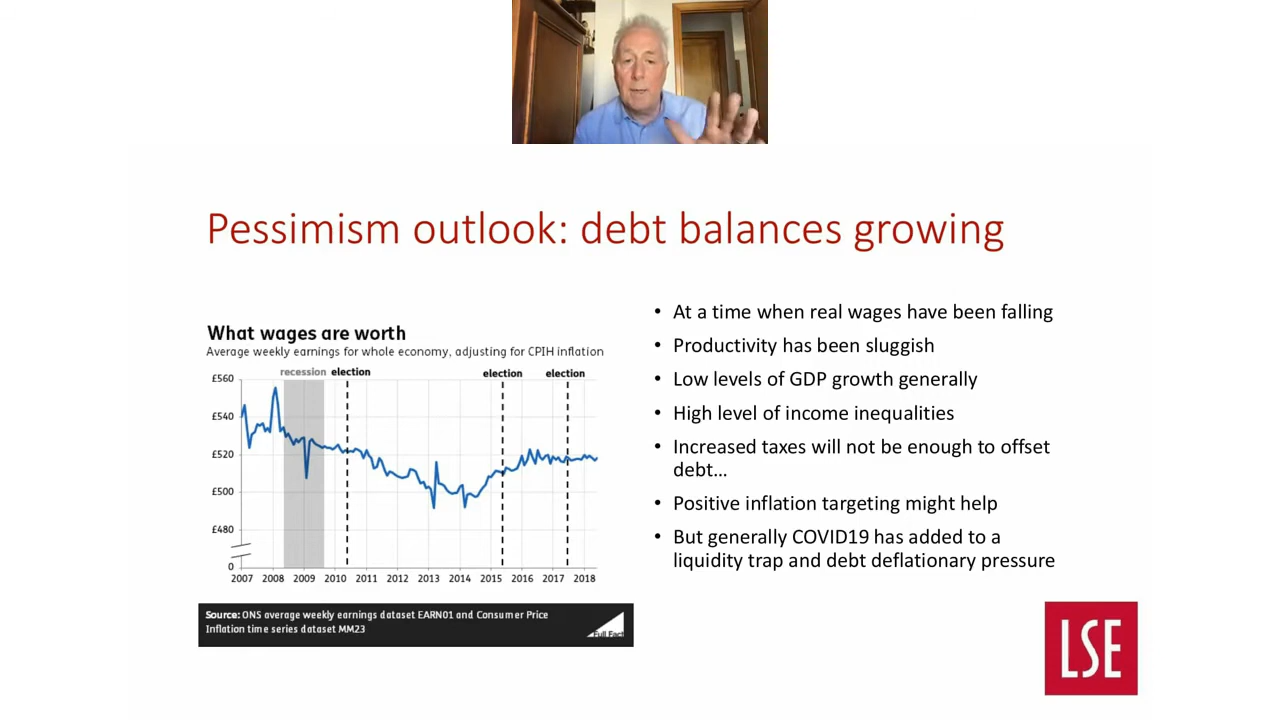 Pessimism outlook: debt balances growing
What wages are worth
Average weekly earnings for whole economy, adjusting for CPIH inflation
recession election election election
£560
£540
£520
£500
£480
0
2007 2008 2009 2010 2011 2012 2013 2014 2015 2016 2017 2018
Source: ONS average weekly earnings dataset EARN01 and Consumer Price
Inflation time series dataset MM23
Full Fact
• At a time when real wages have been falling
• Productivity has been sluggish
• Low levels of GDP growth generally
• High level of income inequalities
• Increased taxes will not be enough to offset
debt...
• Positive inflation targeting might help
• But generally COVID19 has added to a
liquidity trap and debt deflationary pressure
LSE